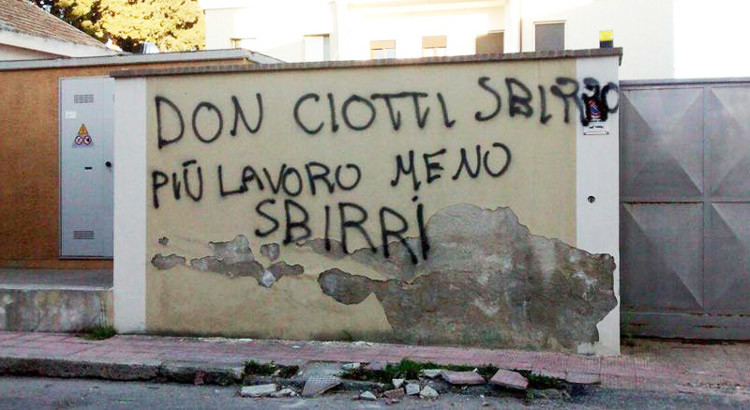 DON CIOTTI SBIRRO
PIÙ LAVORO MENO
SBIRRI